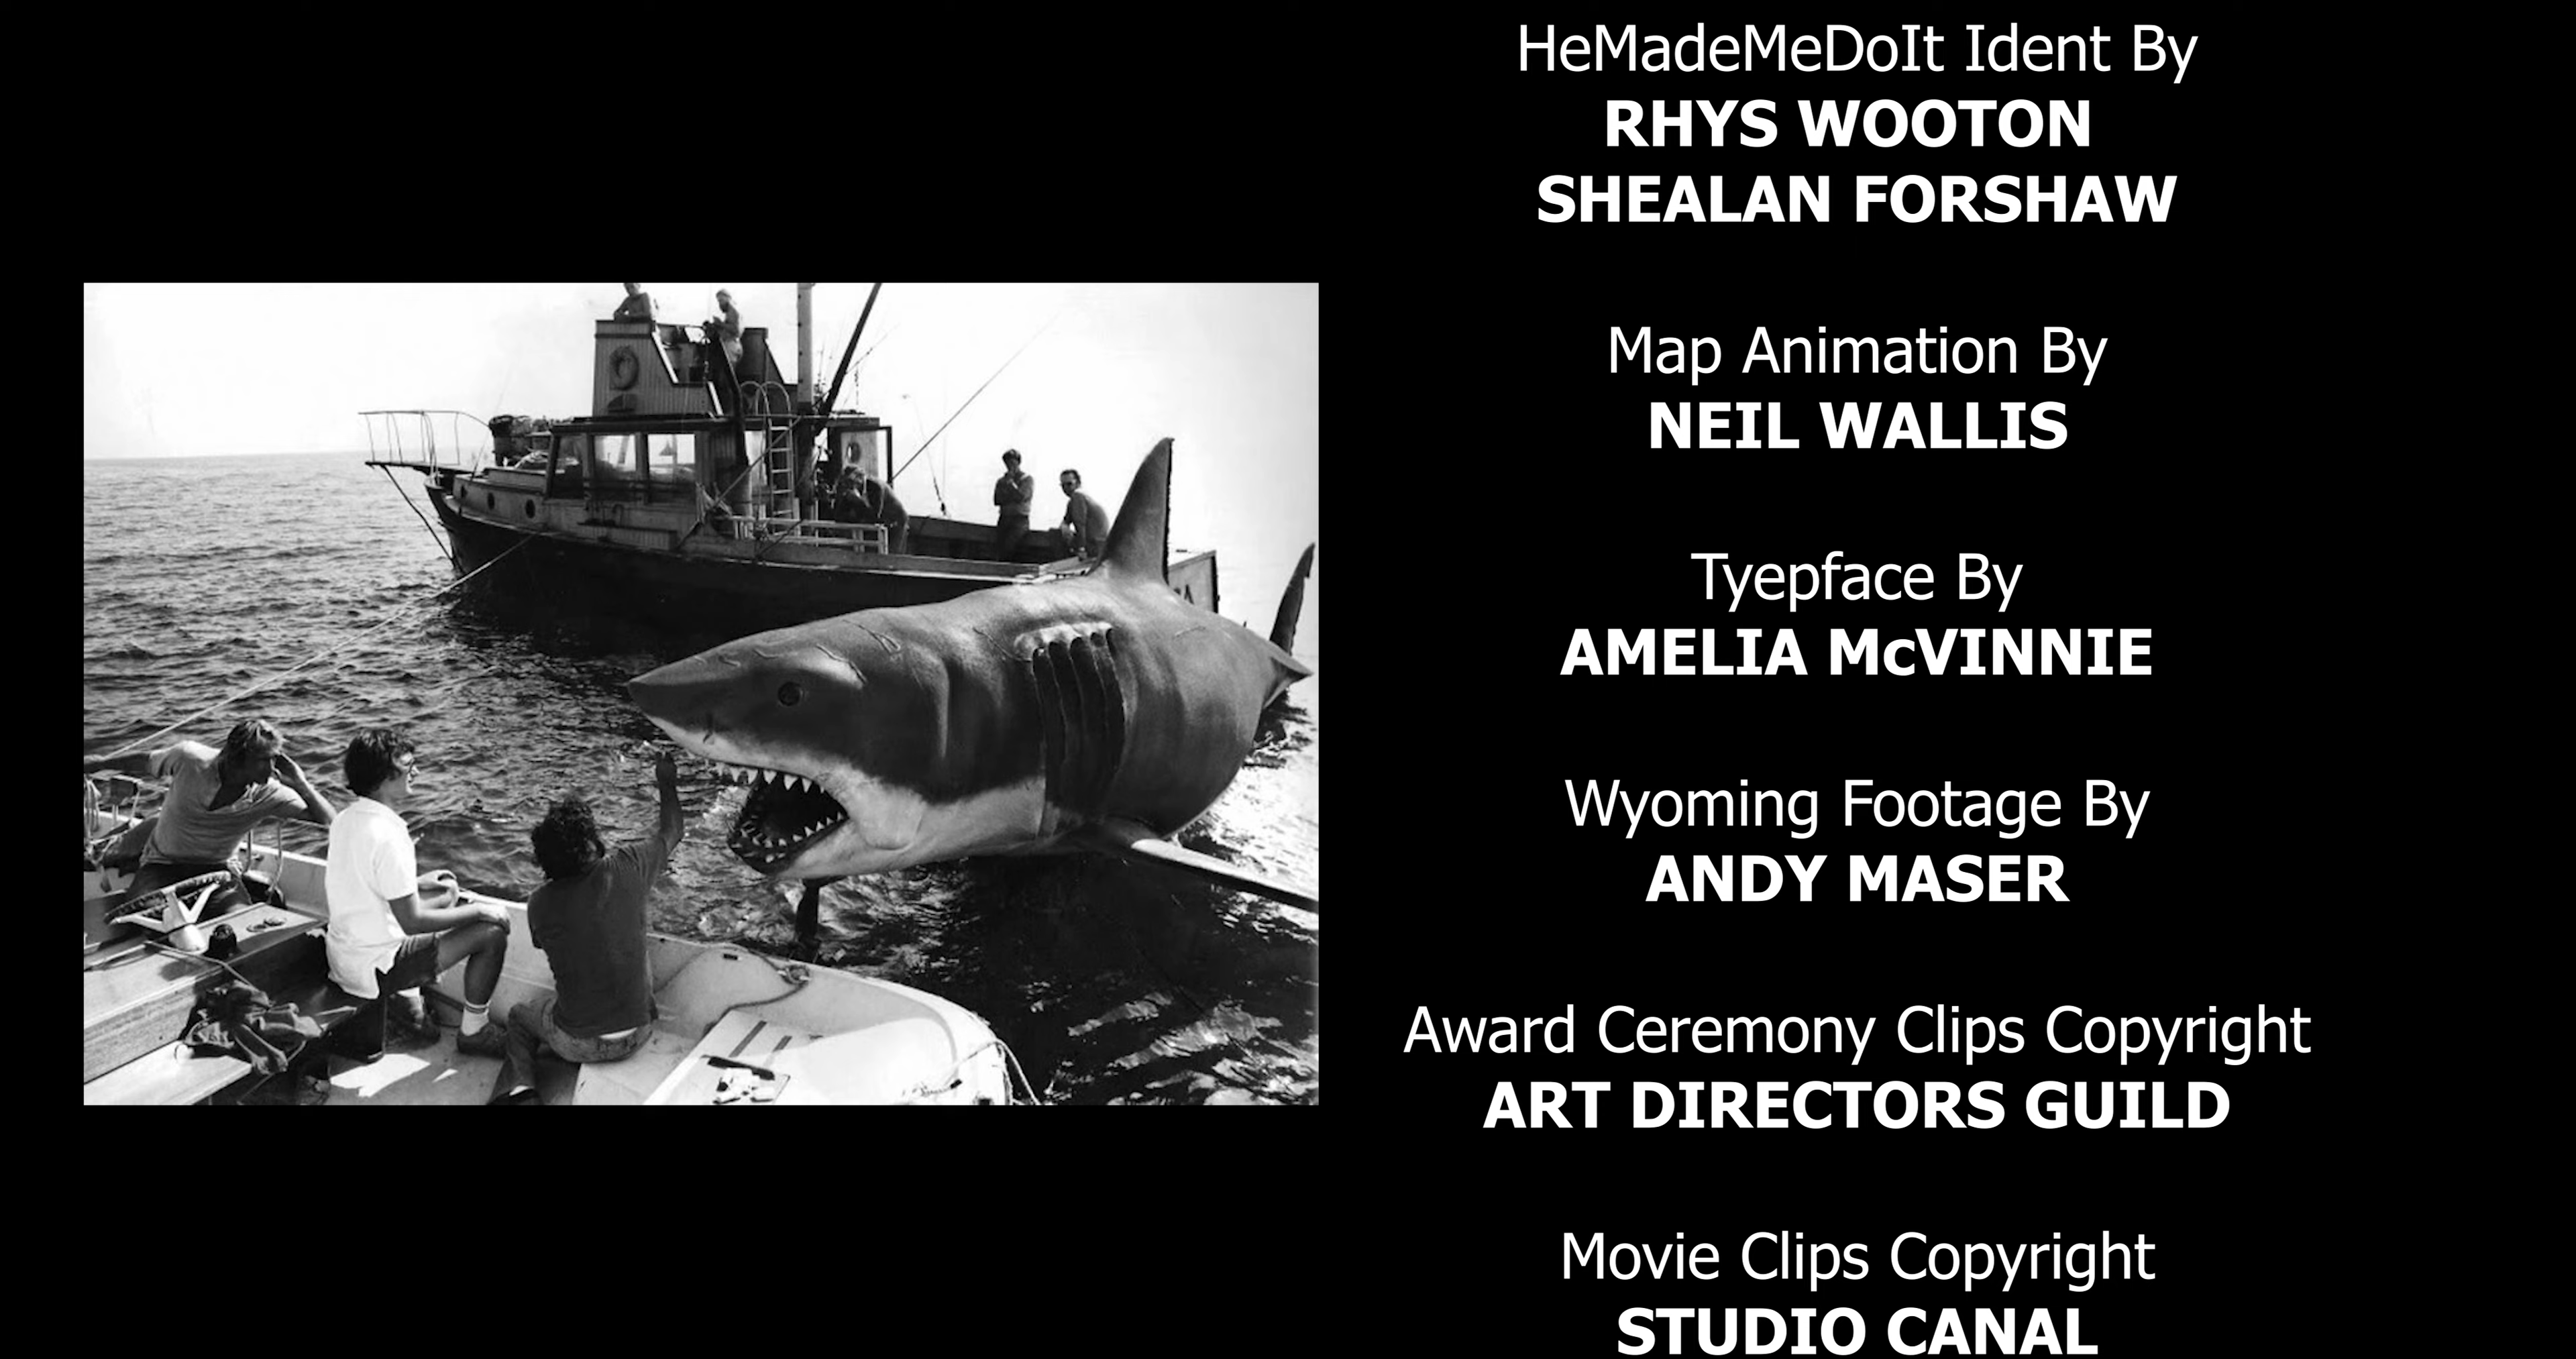 HeMadeMeDoIt Ident By
RHYS WOOTON
SHEALAN FORSHAW
Map Animation By
NEIL WALLIS
Tyepface By
AMELIA McVINNIE
Wyoming Footage By
ANDY MASER
Award Ceremony Clips Copyright
ART DIRECTORS GUILD
Movie Clips Copyright
STUDIO CANAL